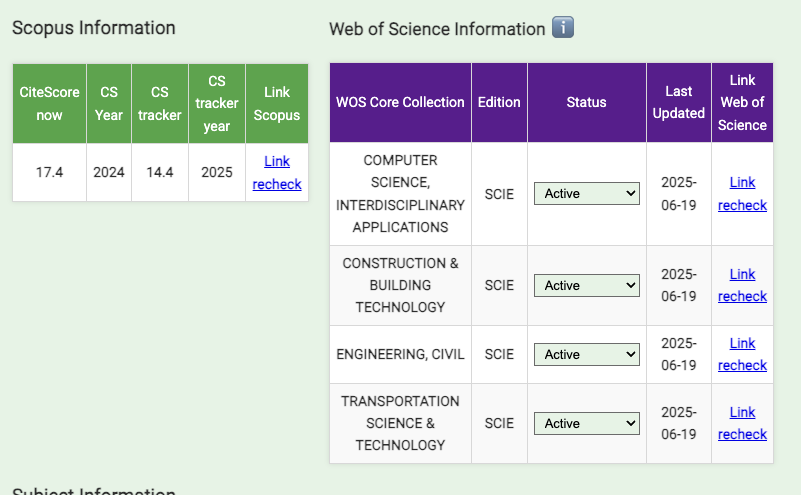 Scopus Information
CiteScore
now
CS
Year
CS
tracker
CS
tracker
year
Link
Scopus
17.4
2024
14.4
2025
Link
recheck
Web of Science Information ℹ️
WOS Core Collection
Edition
Status
Last
Updated
Link
Web of
Science
COMPUTER
SCIENCE,
INTERDISCIPLINARY
APPLICATIONS
SCIE
Active
2025-
06-19
Link
recheck
CONSTRUCTION &
BUILDING
TECHNOLOGY
SCIE
Active
2025-
06-19
Link
recheck
ENGINEERING, CIVIL
SCIE
Active
2025-
06-19
Link
recheck
TRANSPORTATION
SCIENCE &
TECHNOLOGY
SCIE
Active
2025-
06-19
Link
recheck
Subject Information